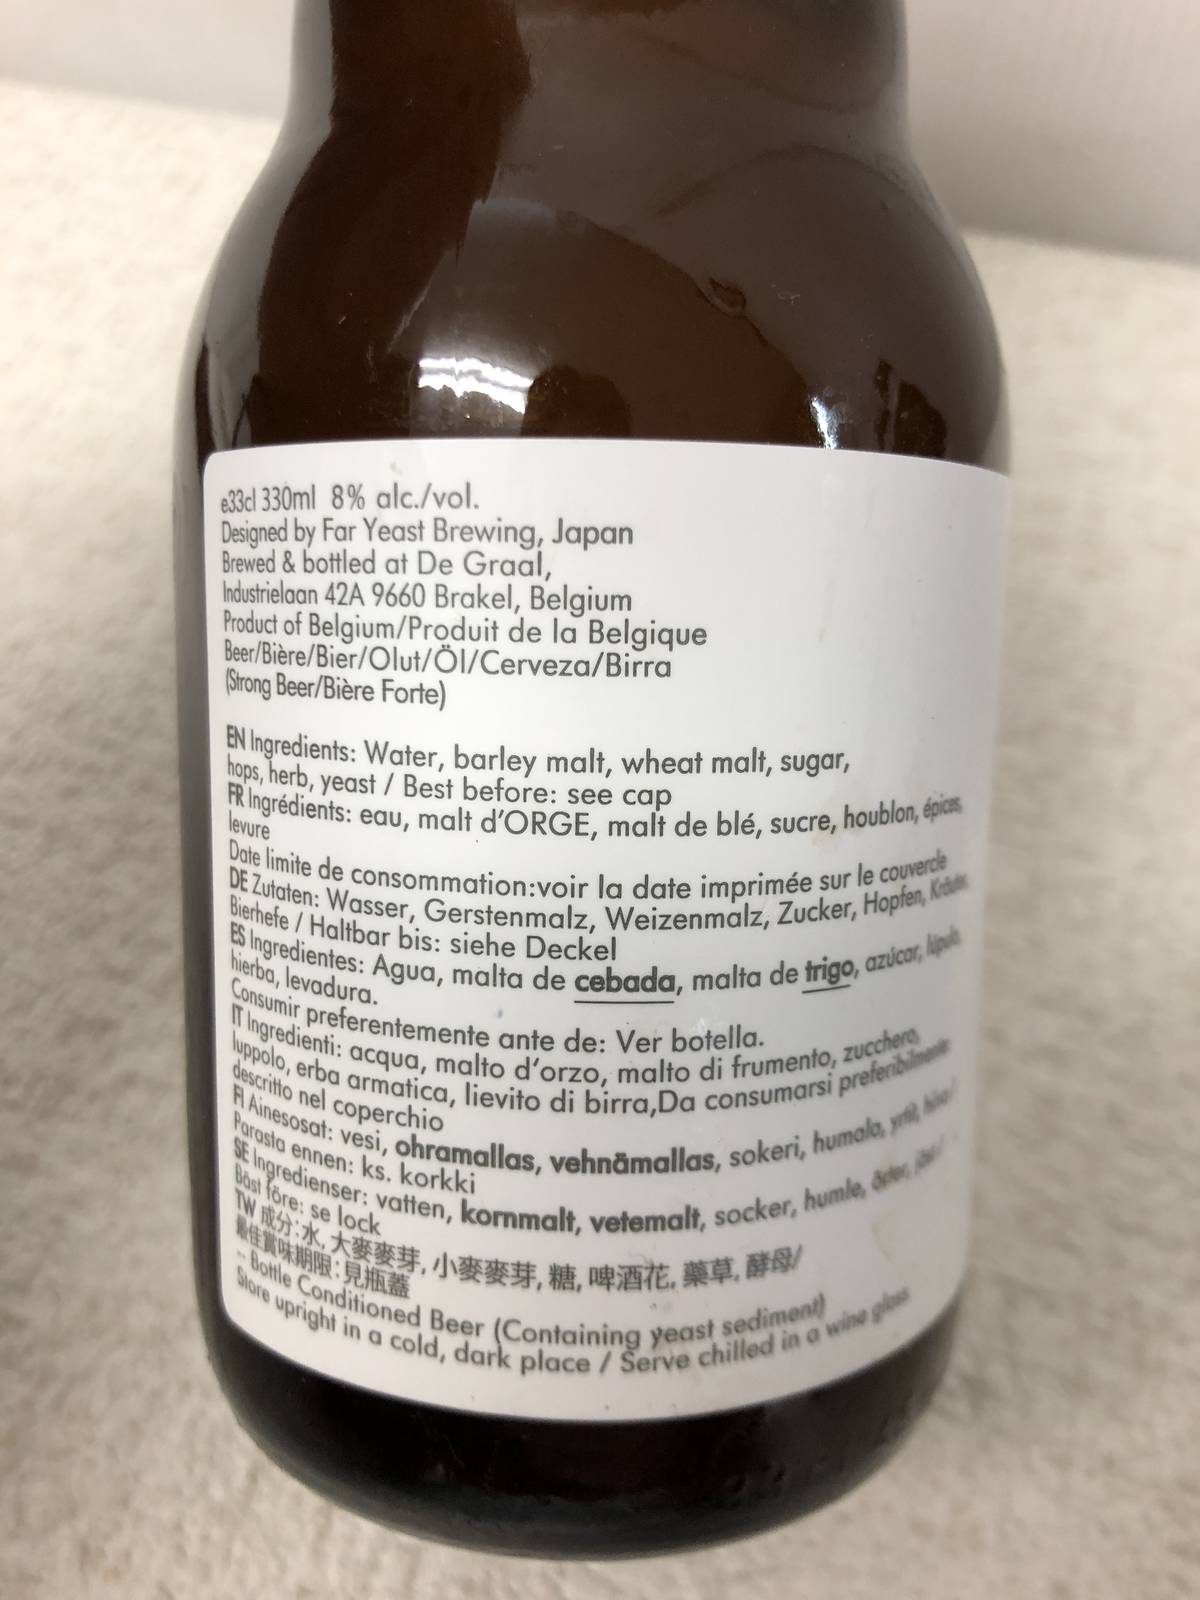 e33cl 330ml 8% alc./vol.
Designed by Far Yeast Brewing, Japan
Brewed & bottled at De Graal,
Industrielaan 42A 9660 Brakel, Belgium
Product of Belgium/Produit de la Belgique
Beer/Bière/Bier/Olut/Öl/Cerveza/Birra
(Strong Beer/Bière Forte)
EN Ingredients: Water, barley malt, wheat malt, sugar,
hops, herb, yeast / Best before: see cap
FR Ingrédients: eau, malt d'ORGE, malt de blé, sucre, houblon, épices,
levure
Date limite de consommation:voir la date imprimée sur le couvercle
DE Zutaten: Wasser, Gerstenmalz, Weizenmalz, Zucker, Hopfen, Kräuter,
Bierhefe / Haltbar bis: siehe Deckel
ES Ingredientes: Agua, malta de cebada, malta de trigo, azúcar, lúpulo,
hierba, levadura.
Consumir preferentemente ante de: Ver botella.
IT Ingredienti: acqua, malto d'orzo, malto di frumento, zucchero,
luppolo, erba armatica, lievito di birra,Da consumarsi preferibilmente
descritto nel coperchio
FI Ainesosat: vesi, ohramallas, vehnämallas, sokeri, humala, yrtit, hiiva/
Parasta ennen: ks. korkki
SE Ingredienser: vatten, kornmalt, vetemalt, socker, humle, örter, jäst/
Bäst före: se lock
TW 成分:水, 大麥麥芽, 小麥麥芽, 糖, 啤酒花, 藥草, 酵母/
最佳賞味期限:見瓶蓋
-- Bottle Conditioned Beer (Containing yeast sediment)
Store upright in a cold, dark place / Serve chilled in a wine glass